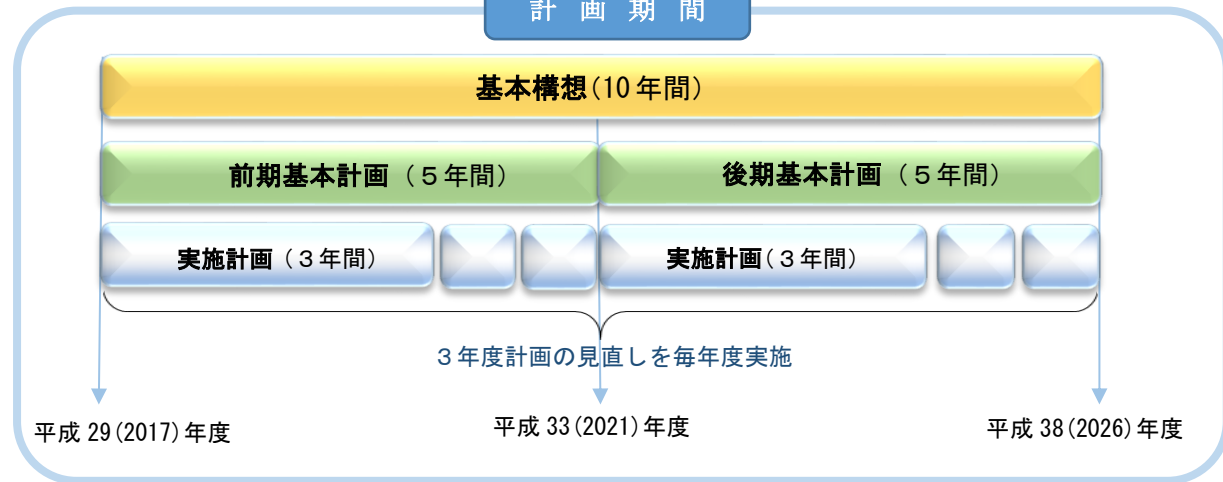 計画期間
基本構想(10年間)
前期基本計画（５年間）
後期基本計画（５年間）
実施計画（３年間）
実施計画(３年間)
３年度計画の見直しを毎年度実施
平成29(2017)年度
平成33(2021)年度
平成38(2026)年度